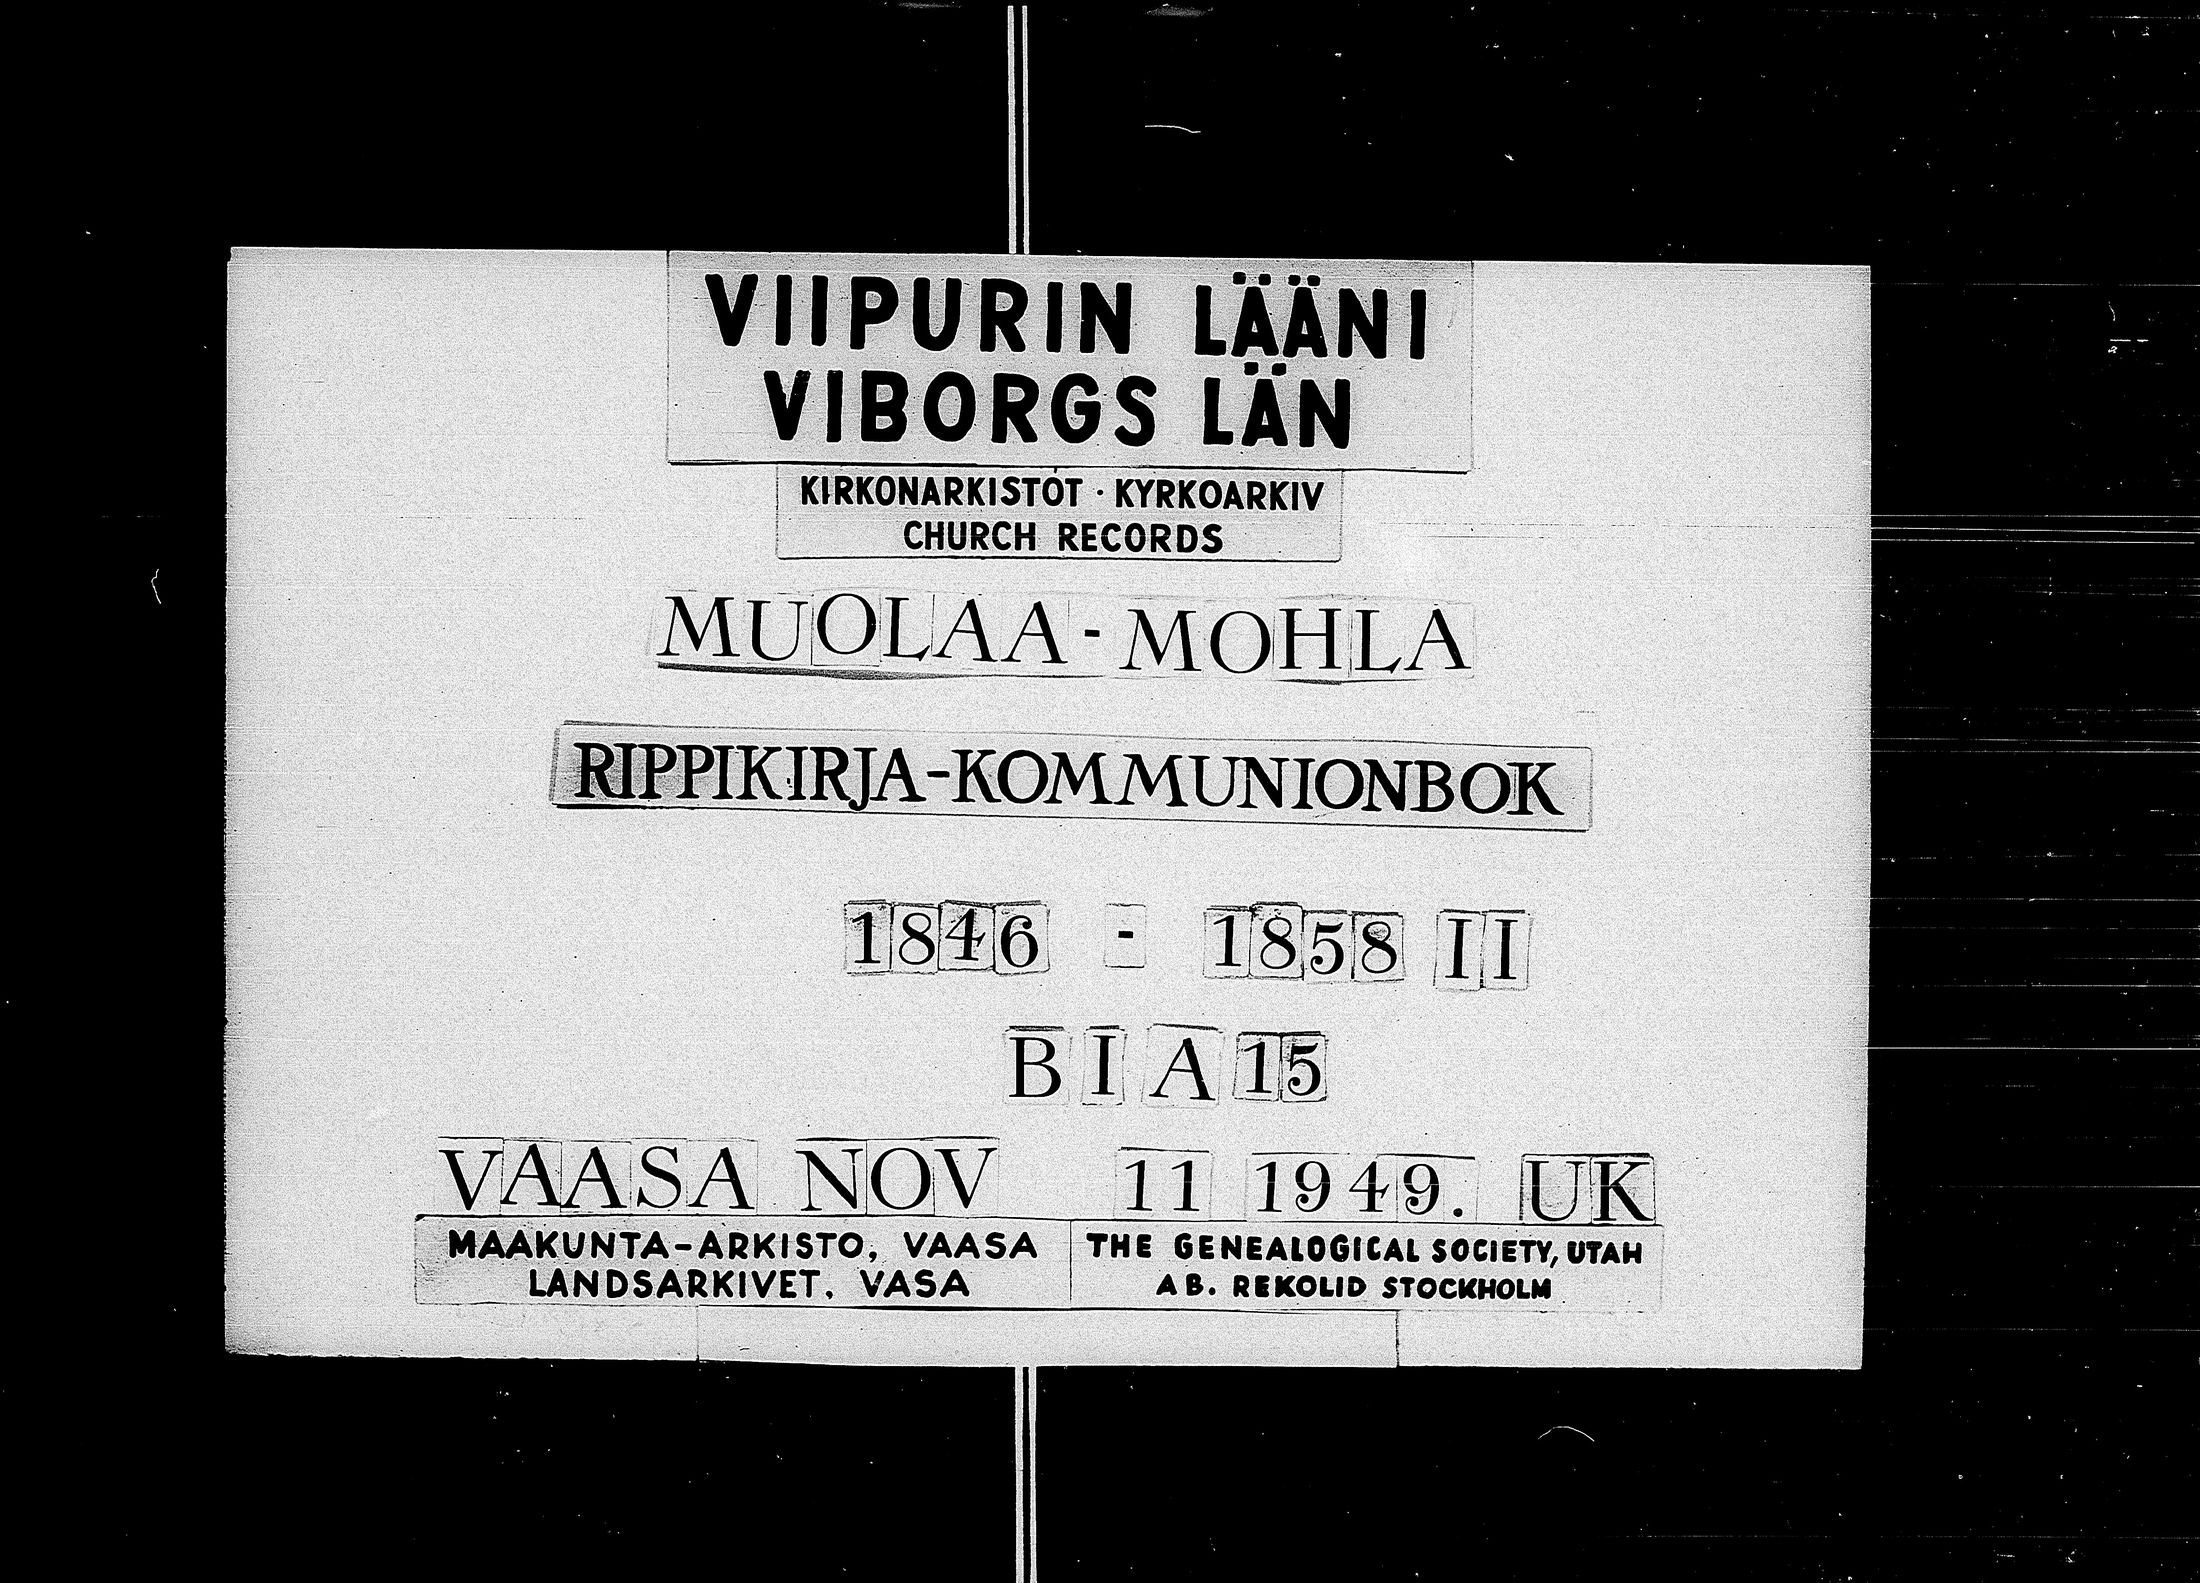 VIIPURIN LÄÄNI
VIBORGS LÄN
KIRKONARKISTOT · KYRKOARKIV
CHURCH RECORDS
MUOLAA-MOHLA
RIPPIKIRJA-KOMMUNIONBOK
1846 - 1858 II
B I A 15
VAASA NOV 11 1949. UK
MAAKUNTA-ARKISTO, VAASA
LANDSARKIVET, VASA
THE GENEALOGICAL SOCIETY, UTAH
AB. REKOLID STOCKHOLM